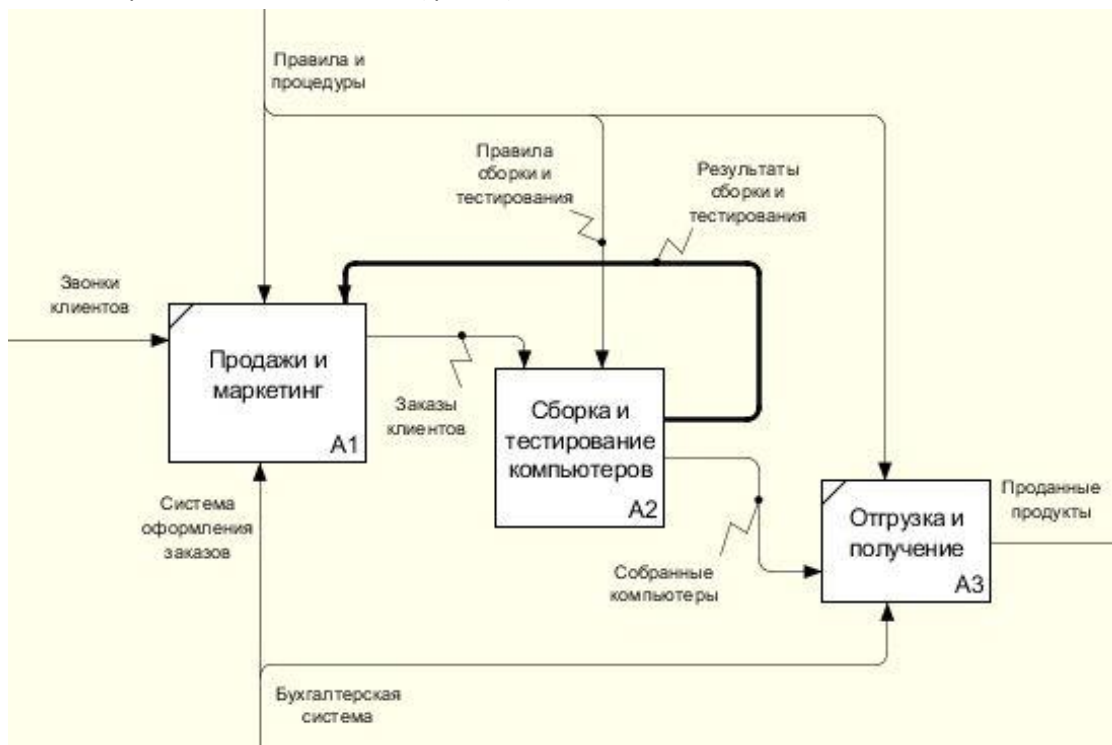 Правила и
процедуры
Правила
сборки и
тестирования
Результаты
сборки и
тестирования
Звонки
клиентов
Продажи и
маркетинг
A1
Заказы
клиентов
Сборка и
тестирование
компьютеров
A2
Система
оформления
заказов
Собранные
компьютеры
Отгрузка и
получение
A3
Проданные
продукты
Бухгалтерская
система